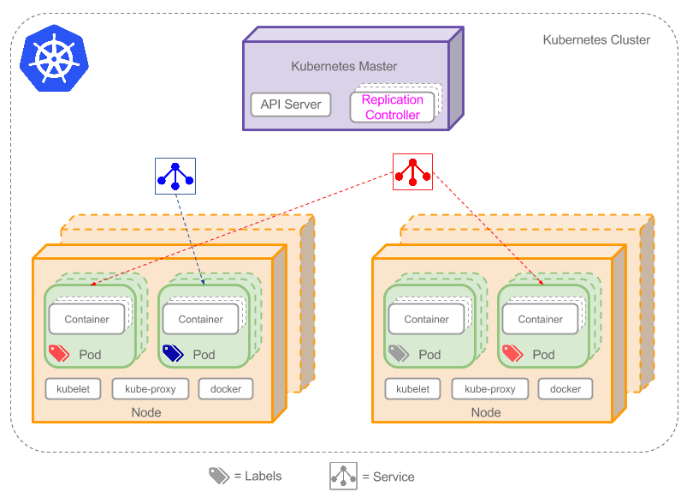 Kubernetes Cluster
Kubernetes Master
API Server
Replication
Controller
Container
Container
Pod
Pod
kubelet
kube-proxy
docker
Node
Container
Container
Pod
Pod
kubelet
kube-proxy
docker
Node
= Labels
= Service